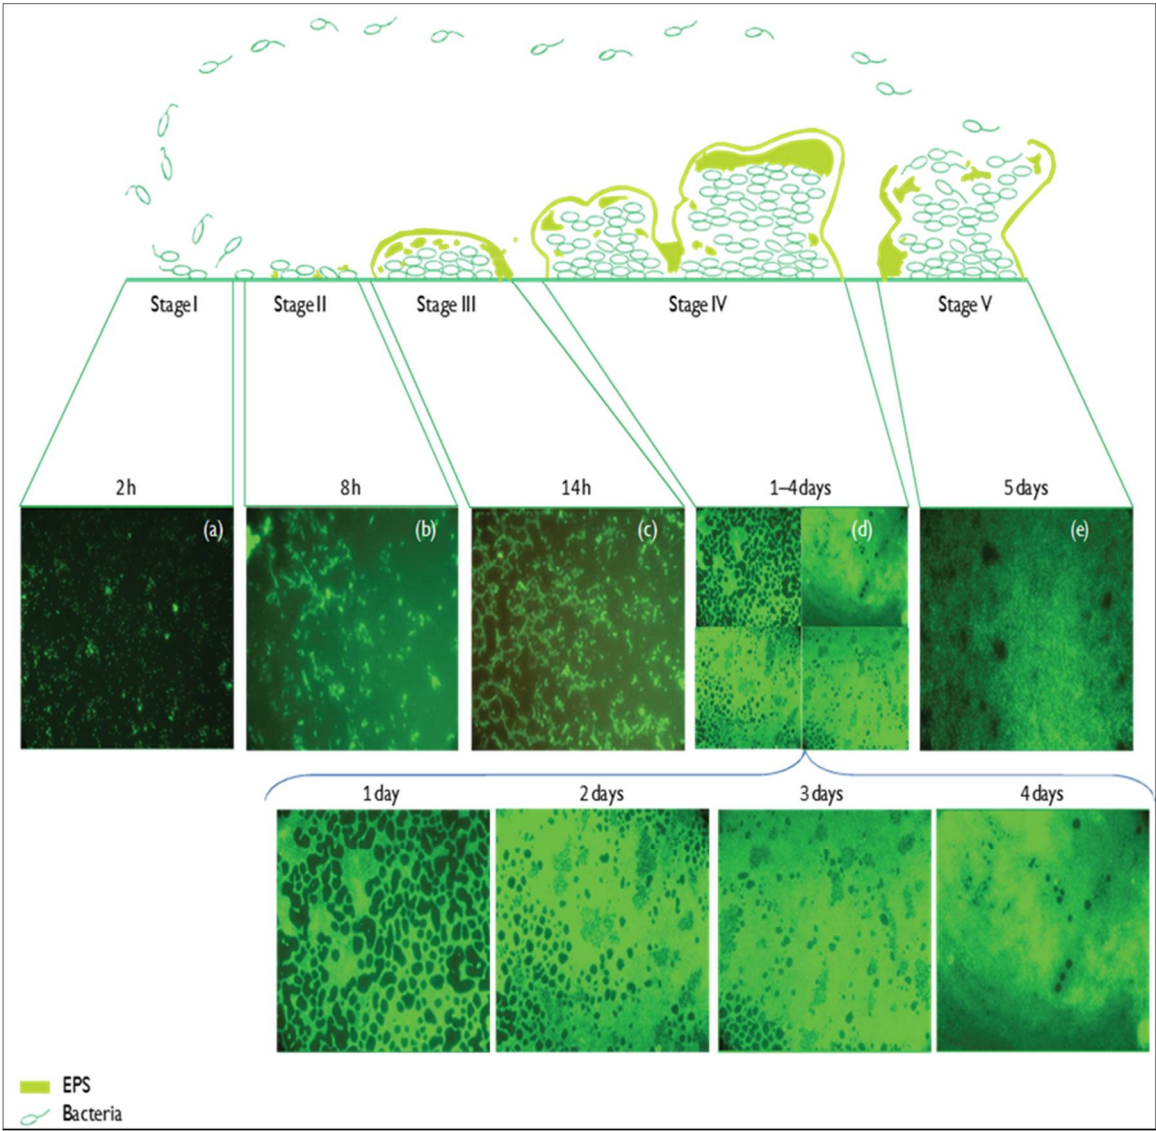 Stage I Stage II Stage III Stage IV Stage V
2 h 8 h 14 h 1–4 days 5 days
(a) (b) (c) (d) (e)
1 day 2 days 3 days 4 days
EPS
Bacteria